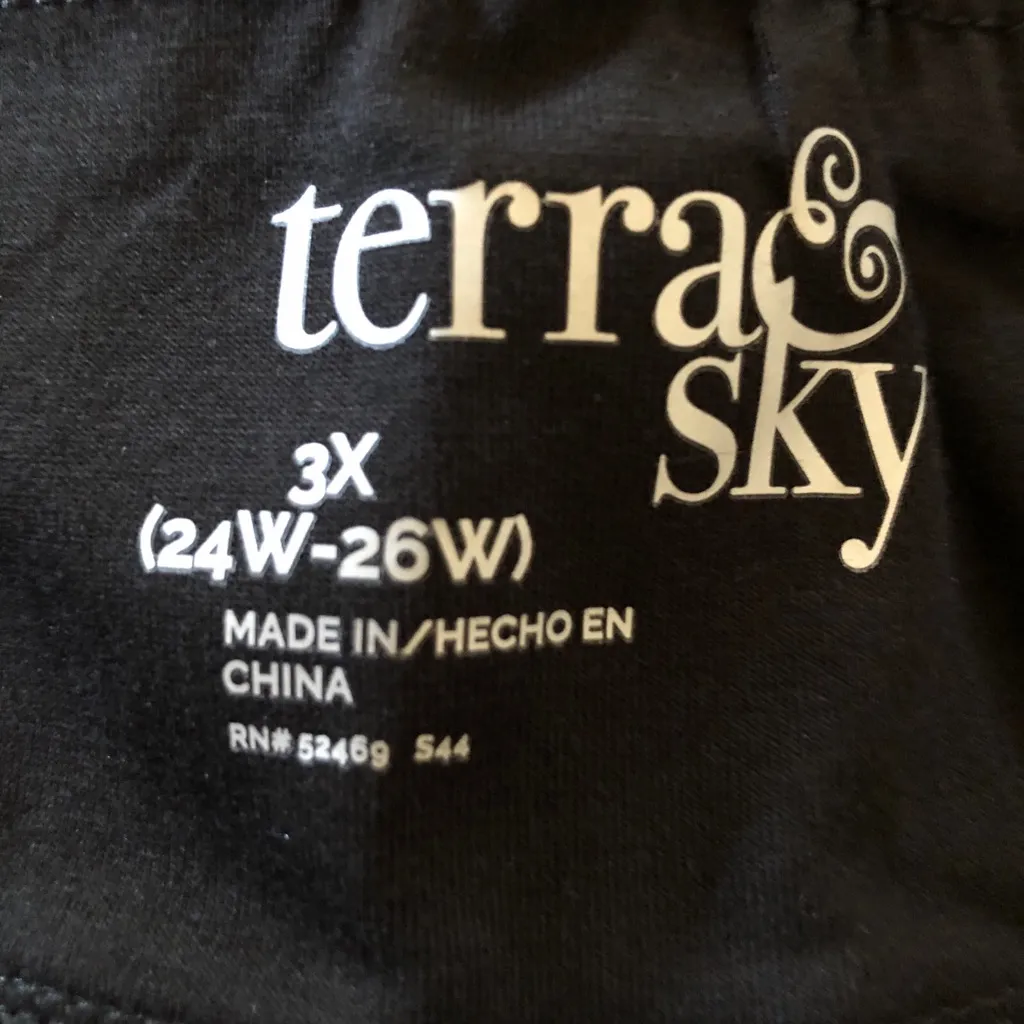 terra &
sky
3X
(24W-26W)
MADE IN/HECHO EN
CHINA
RN# 52469 S44